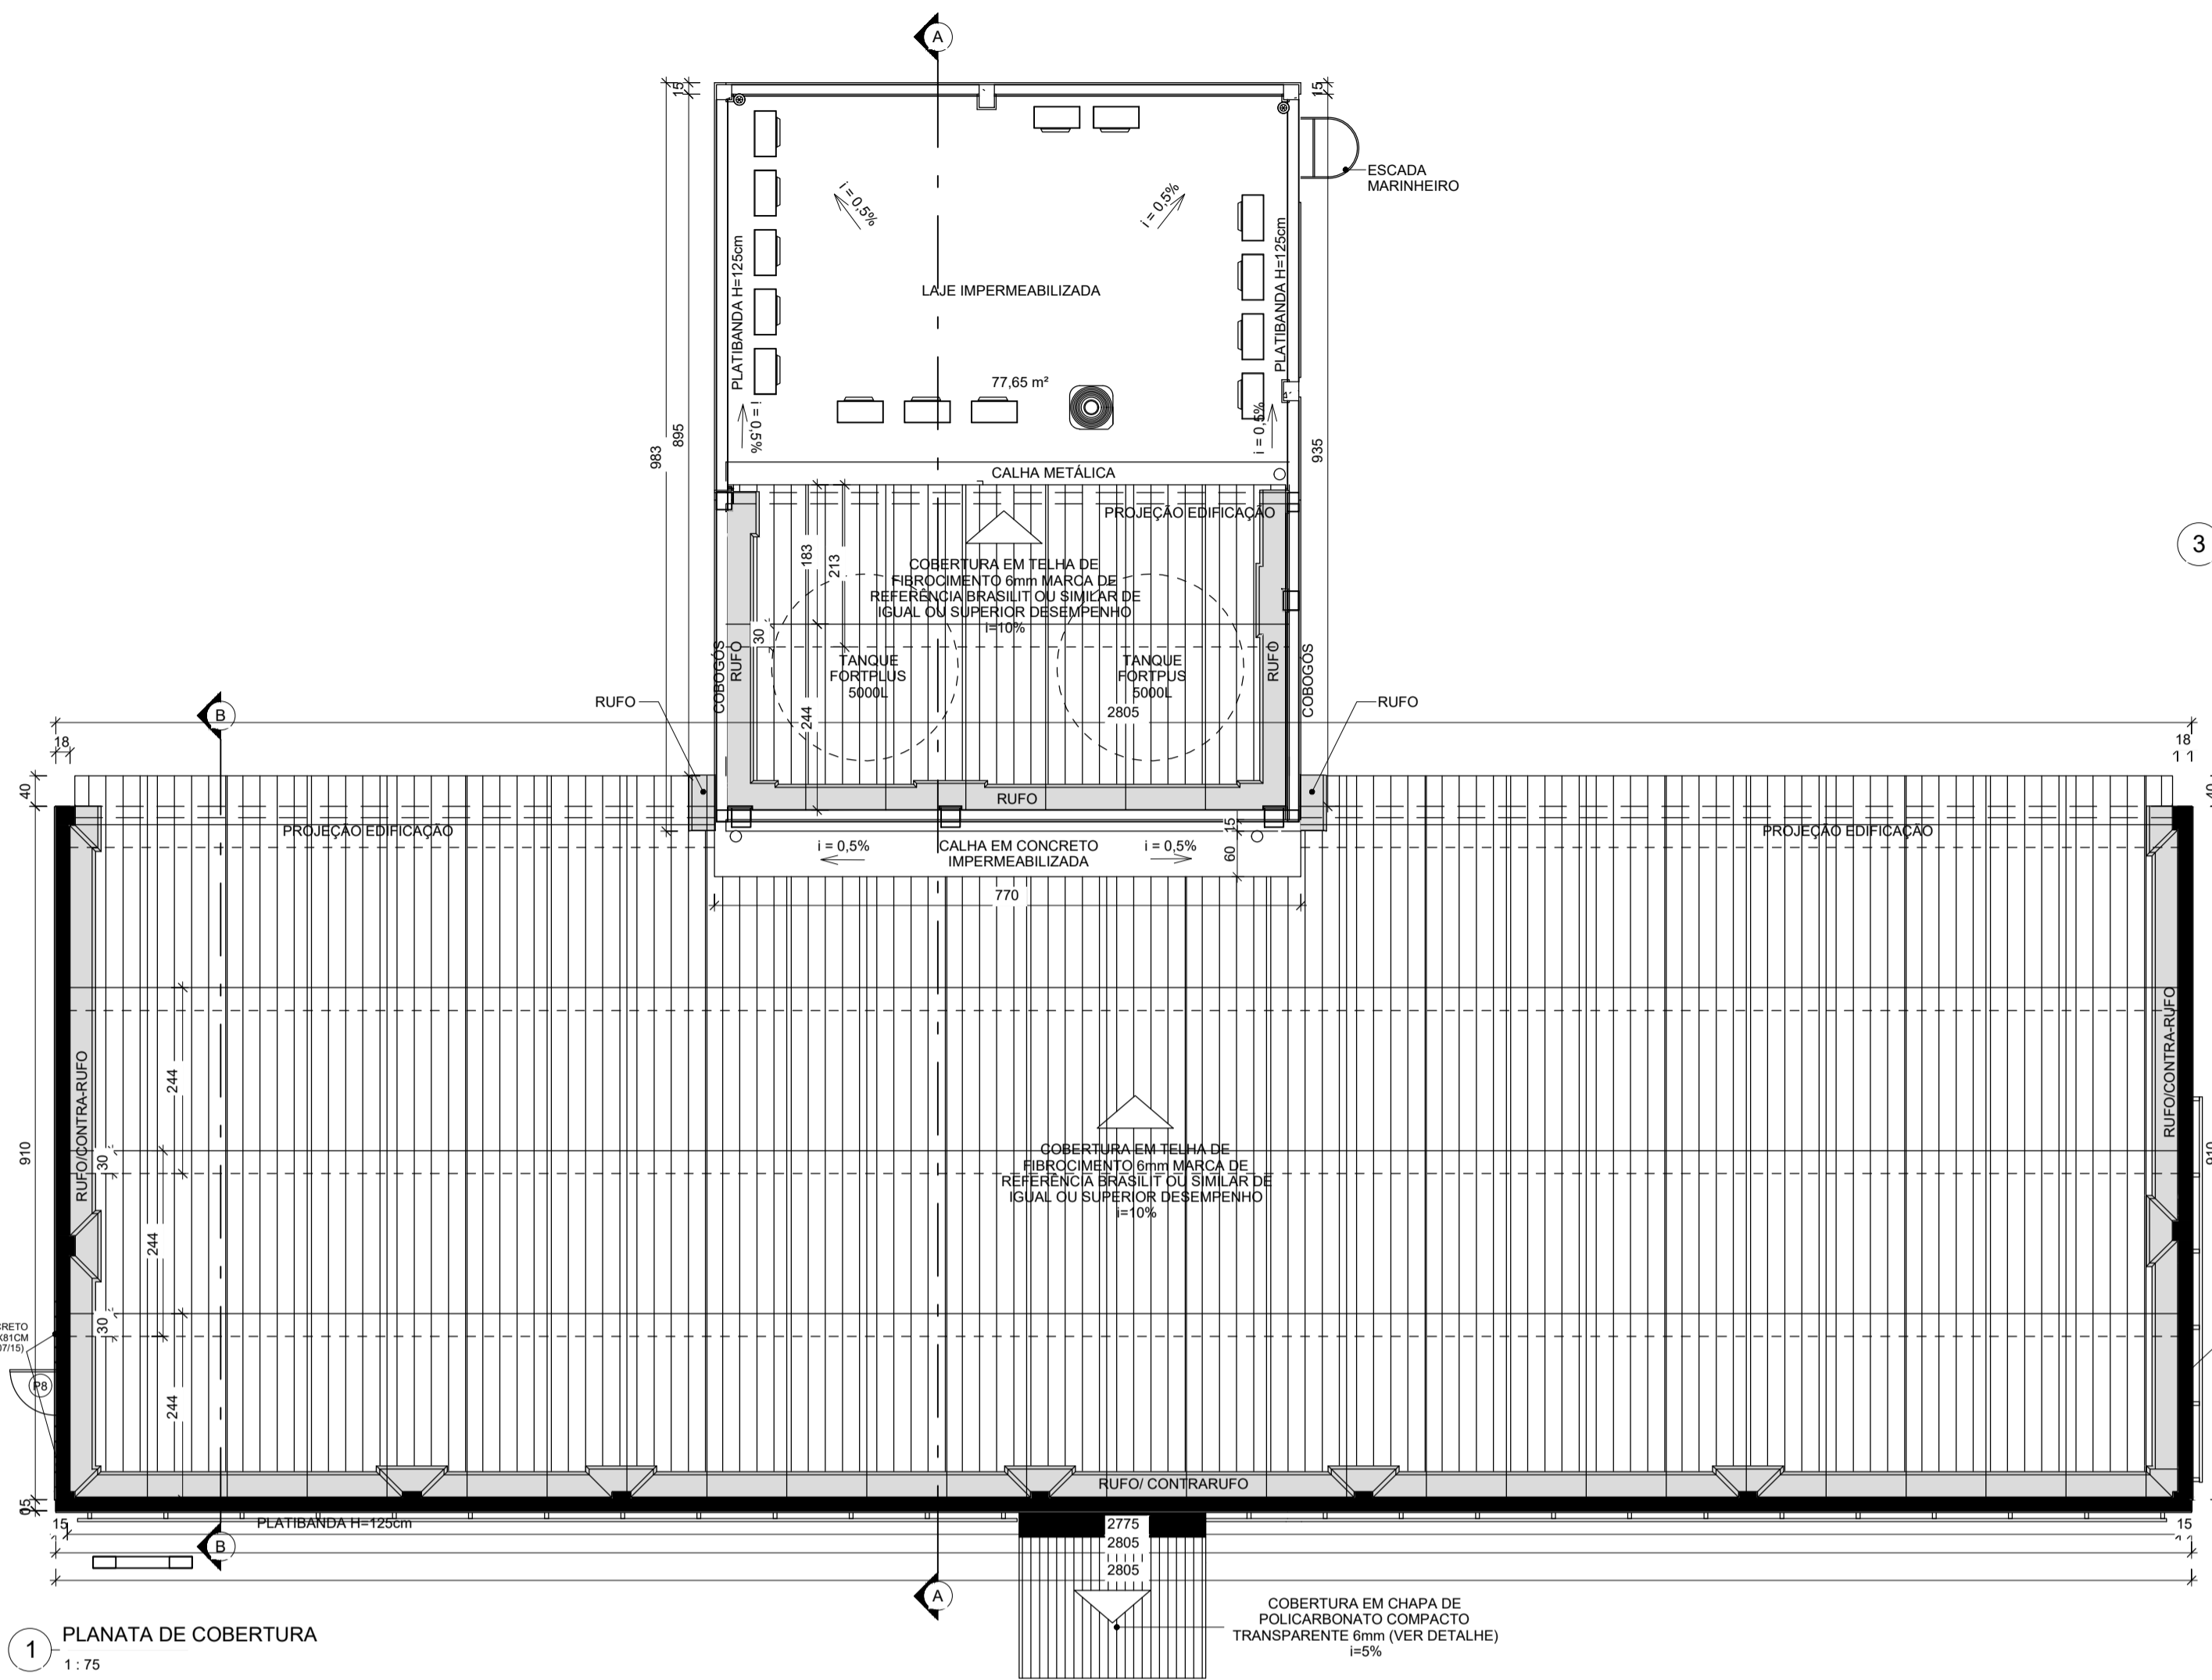 A
15
15
ESCADA
MARINHEIRO
i = 0,5%
i = 0,5%
PLATIBANDA H=125cm
PLATIBANDA H=125cm
LAJE IMPERMEABILIZADA
77,65 m²
i = 0,5%
i = 0,5%
983
895
935
CALHA METÁLICA
PROJEÇÃO EDIFICAÇÃO
3
183
213
COBERTURA EM TELHA DE
FIBROCIMENTO 6mm MARCA DE
REFERÊNCIA BRASILIT OU SIMILAR DE
IGUAL OU SUPERIOR DESEMPENHO
i=10%
30
COBOGÓS
RUFO
TANQUE
FORTPLUS
5000L
TANQUE
FORTPUS
5000L
RUFO
COBOGÓS
RUFO
RUFO
244
2805
B
18
18
40
40
RUFO
PROJEÇÃO EDIFICAÇÃO
PROJEÇÃO EDIFICAÇÃO
i = 0,5%
CALHA EM CONCRETO
IMPERMEABILIZADA
i = 0,5%
15
60
770
RUFO/CONTRA-RUFO
RUFO/CONTRA-RUFO
244
910
910
30
COBERTURA EM TELHA DE
FIBROCIMENTO 6mm MARCA DE
REFERÊNCIA BRASILIT OU SIMILAR DE
IGUAL OU SUPERIOR DESEMPENHO
i=10%
244
30
CRETO
X81CM
07/15)
P8
244
RUFO/ CONTRARUFO
15
PLATIBANDA H=125cm
2775
15
B
2805
2805
A
COBERTURA EM CHAPA DE
POLICARBONATO COMPACTO
TRANSPARENTE 6mm (VER DETALHE)
i=5%
1
PLANATA DE COBERTURA
1 : 75